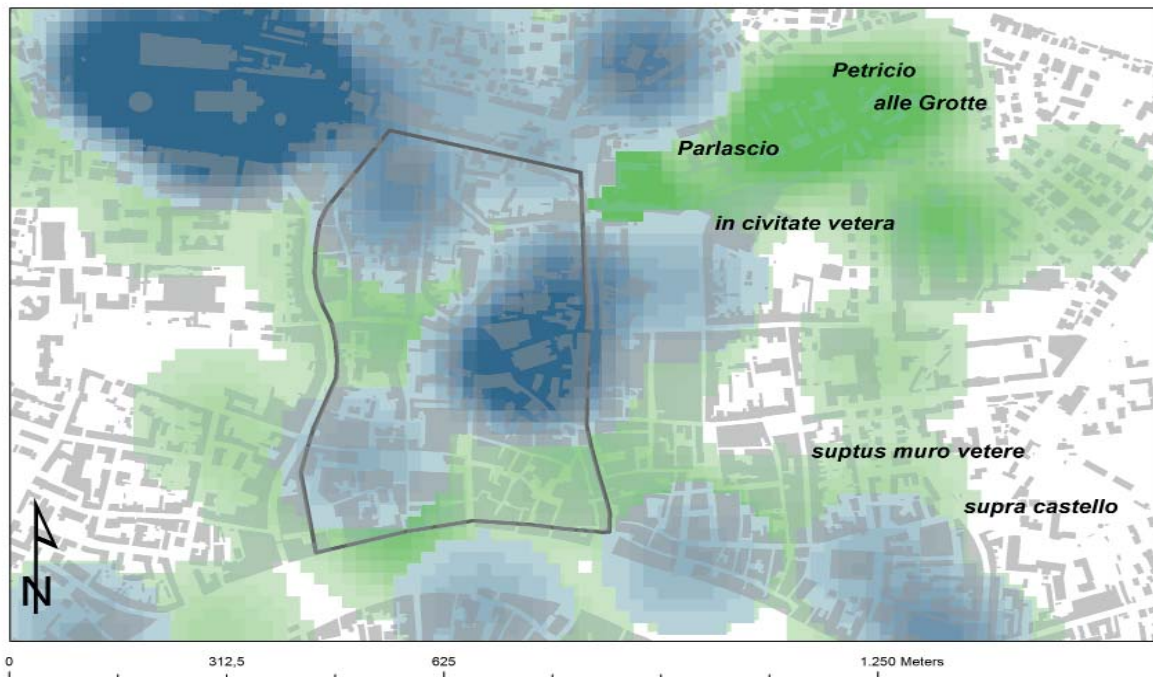 Petricio
alle Grotte
Parlascio
in civitate vetera
suptus muro vetere
supra castello
N
0 312,5 625 1.250 Meters